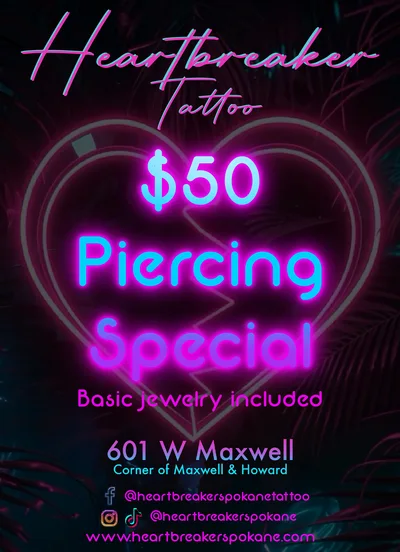 Heartbreaker
Tattoo
$50
Piercing
Special
Basic jewelry included
601 W Maxwell
Corner of Maxwell & Howard
@heartbreakerspokanetattoo
@heartbreakerspokane
www.heartbreakerspokane.com